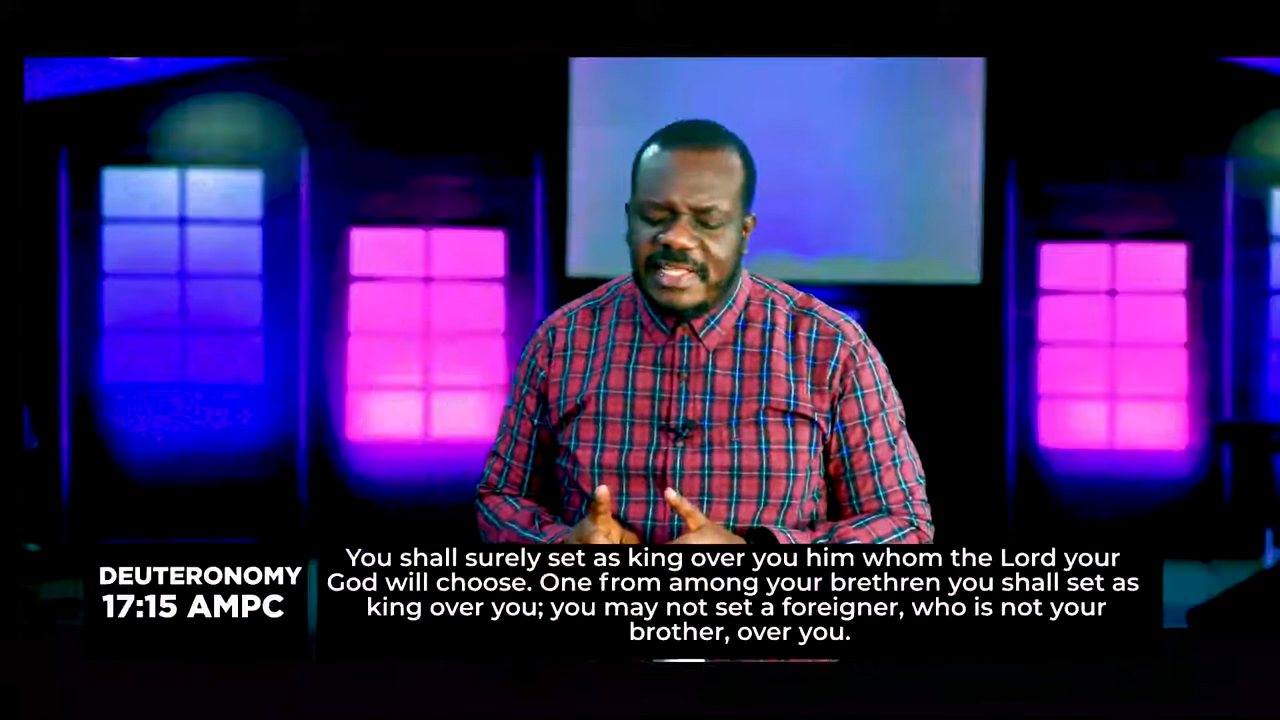 DEUTERONOMY
17:15 AMPC
You shall surely set as king over you him whom the Lord your
God will choose. One from among your brethren you shall set as
king over you; you may not set a foreigner, who is not your
brother, over you.